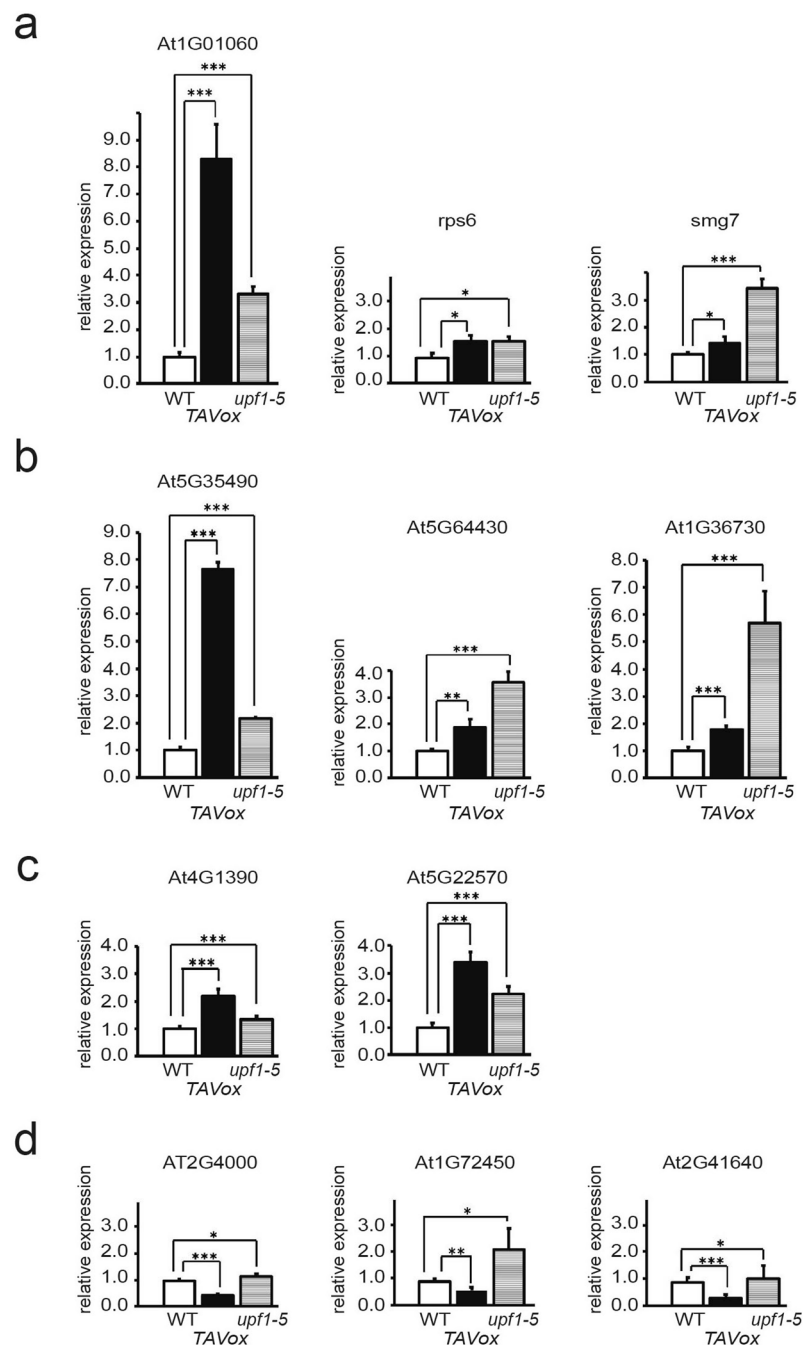 a
At1G01060
***
***
9.0
8.0
7.0
6.0
5.0
4.0
3.0
2.0
1.0
0.0
relative expression
WT
upf1-5
TAVox
rps6
*
*
3.0
2.0
1.0
0.0
relative expression
WT
upf1-5
TAVox
smg7
***
*
3.0
2.0
1.0
0.0
relative expression
WT
upf1-5
TAVox
b
At5G35490
***
***
9.0
8.0
7.0
6.0
5.0
4.0
3.0
2.0
1.0
0.0
relative expression
WT
upf1-5
TAVox
At5G64430
***
**
4.0
3.0
2.0
1.0
0.0
relative expression
WT
upf1-5
TAVox
At1G36730
***
***
8.0
7.0
6.0
5.0
4.0
3.0
2.0
1.0
0.0
relative expression
WT
upf1-5
TAVox
c
At4G1390
***
***
4.0
3.0
2.0
1.0
0.0
relative expression
WT
upf1-5
TAVox
At5G22570
***
***
4.0
3.0
2.0
1.0
0.0
relative expression
WT
upf1-5
TAVox
d
AT2G4000
*
***
3.0
2.0
1.0
0.0
relative expression
WT
upf1-5
TAVox
At1G72450
*
**
3.0
2.0
1.0
0.0
relative expression
WT
upf1-5
TAVox
At2G41640
*
***
3.0
2.0
1.0
0.0
relative expression
WT
upf1-5
TAVox